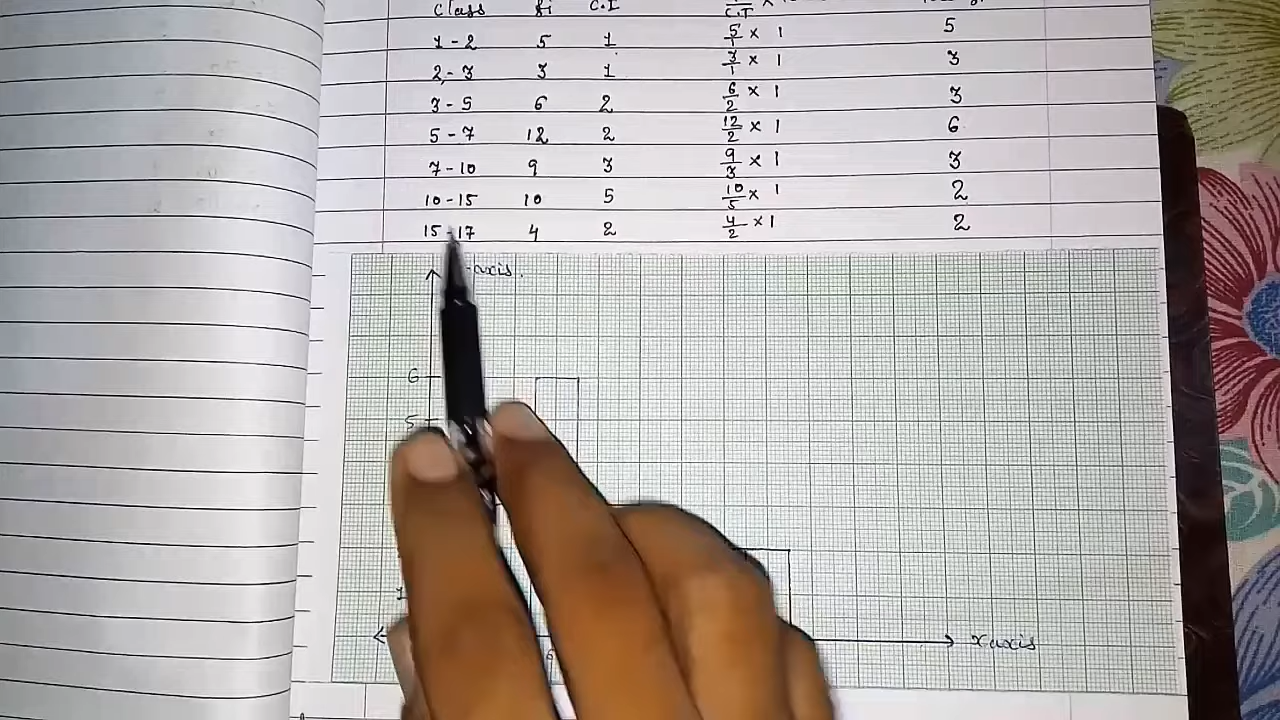 Class fi C.I
1-2 5 1 5/1 × 1 5
2-3 3 1 3/1 × 1 3
3-5 6 2 6/2 × 1 3
5-7 12 2 12/2 × 1 6
7-10 9 3 9/3 × 1 3
10-15 10 5 10/5 × 1 2
15-17 4 2 4/2 × 1 2
-axis.
6
5
1
x axis